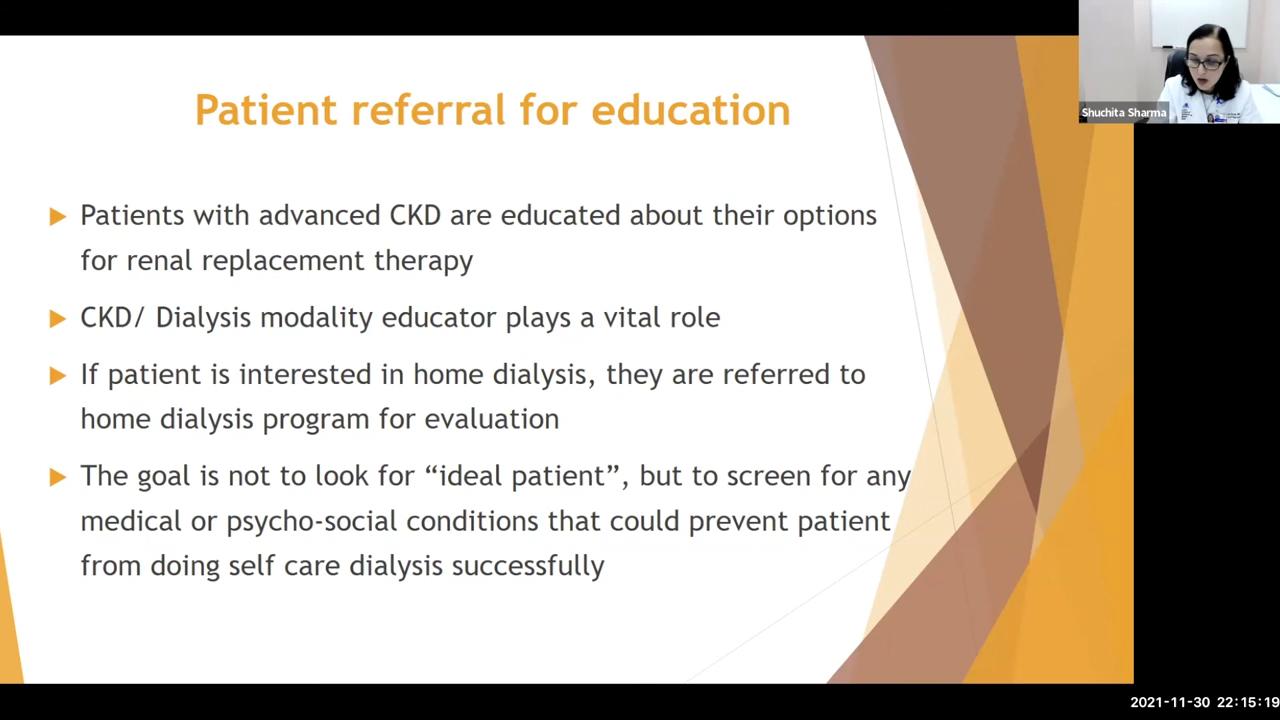 Patient referral for education
Patients with advanced CKD are educated about their options
for renal replacement therapy
CKD/ Dialysis modality educator plays a vital role
If patient is interested in home dialysis, they are referred to
home dialysis program for evaluation
The goal is not to look for “ideal patient”, but to screen for any
medical or psycho-social conditions that could prevent patient
from doing self care dialysis successfully
Shuchita Sharma
2021-11-30 22:15:19